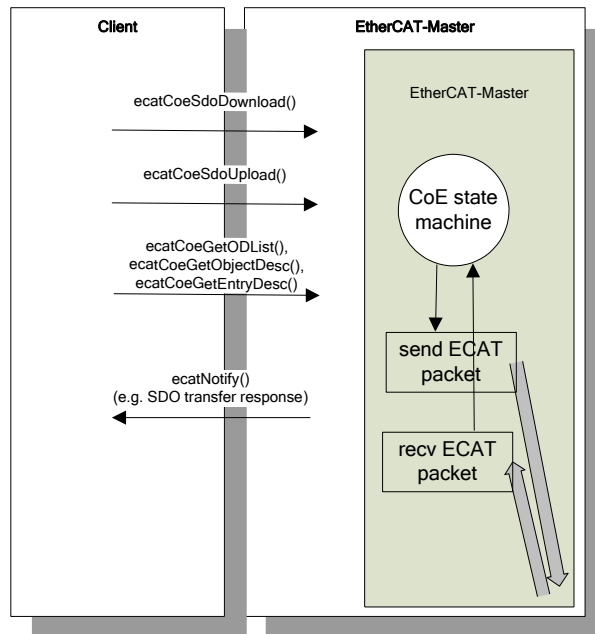 Client
EtherCAT-Master
EtherCAT-Master
ecatCoeSdoDownload()
ecatCoeSdoUpload()
ecatCoeGetODList(),
ecatCoeGetObjectDesc(),
ecatCoeGetEntryDesc()
ecatNotify()
(e.g. SDO transfer response)
CoE state
machine
send ECAT
packet
recv ECAT
packet